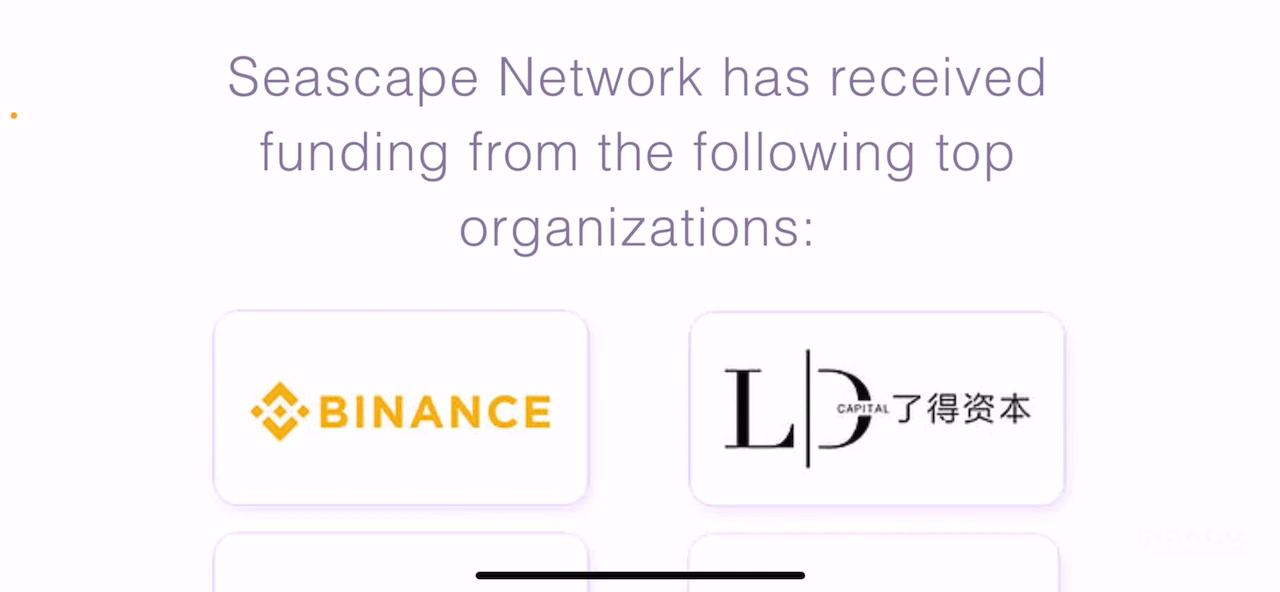 Seascape Network has received
funding from the following top
organizations:
BINANCE
LD CAPITAL 了得资本